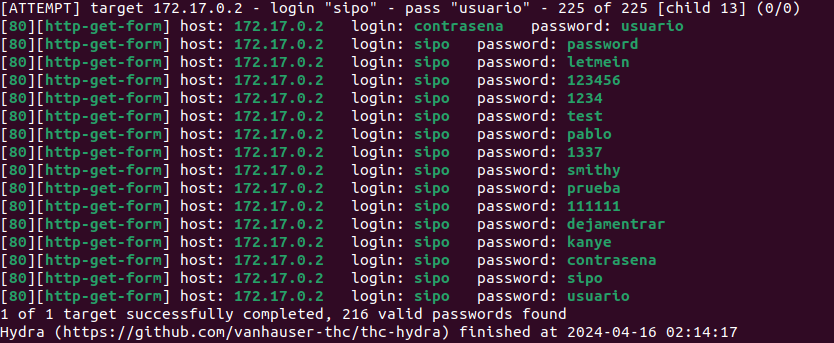 [ATTEMPT] target 172.17.0.2 - login "sipo" - pass "usuario" - 225 of 225 [child 13] (0/0)
[80][http-get-form] host: 172.17.0.2   login: contrasena   password: usuario
[80][http-get-form] host: 172.17.0.2   login: sipo   password: password
[80][http-get-form] host: 172.17.0.2   login: sipo   password: letmein
[80][http-get-form] host: 172.17.0.2   login: sipo   password: 123456
[80][http-get-form] host: 172.17.0.2   login: sipo   password: 1234
[80][http-get-form] host: 172.17.0.2   login: sipo   password: test
[80][http-get-form] host: 172.17.0.2   login: sipo   password: pablo
[80][http-get-form] host: 172.17.0.2   login: sipo   password: 1337
[80][http-get-form] host: 172.17.0.2   login: sipo   password: smithy
[80][http-get-form] host: 172.17.0.2   login: sipo   password: prueba
[80][http-get-form] host: 172.17.0.2   login: sipo   password: 111111
[80][http-get-form] host: 172.17.0.2   login: sipo   password: dejamentrar
[80][http-get-form] host: 172.17.0.2   login: sipo   password: kanye
[80][http-get-form] host: 172.17.0.2   login: sipo   password: contrasena
[80][http-get-form] host: 172.17.0.2   login: sipo   password: sipo
[80][http-get-form] host: 172.17.0.2   login: sipo   password: usuario
1 of 1 target successfully completed, 216 valid passwords found
Hydra (https://github.com/vanhauser-thc/thc-hydra) finished at 2024-04-16 02:14:17